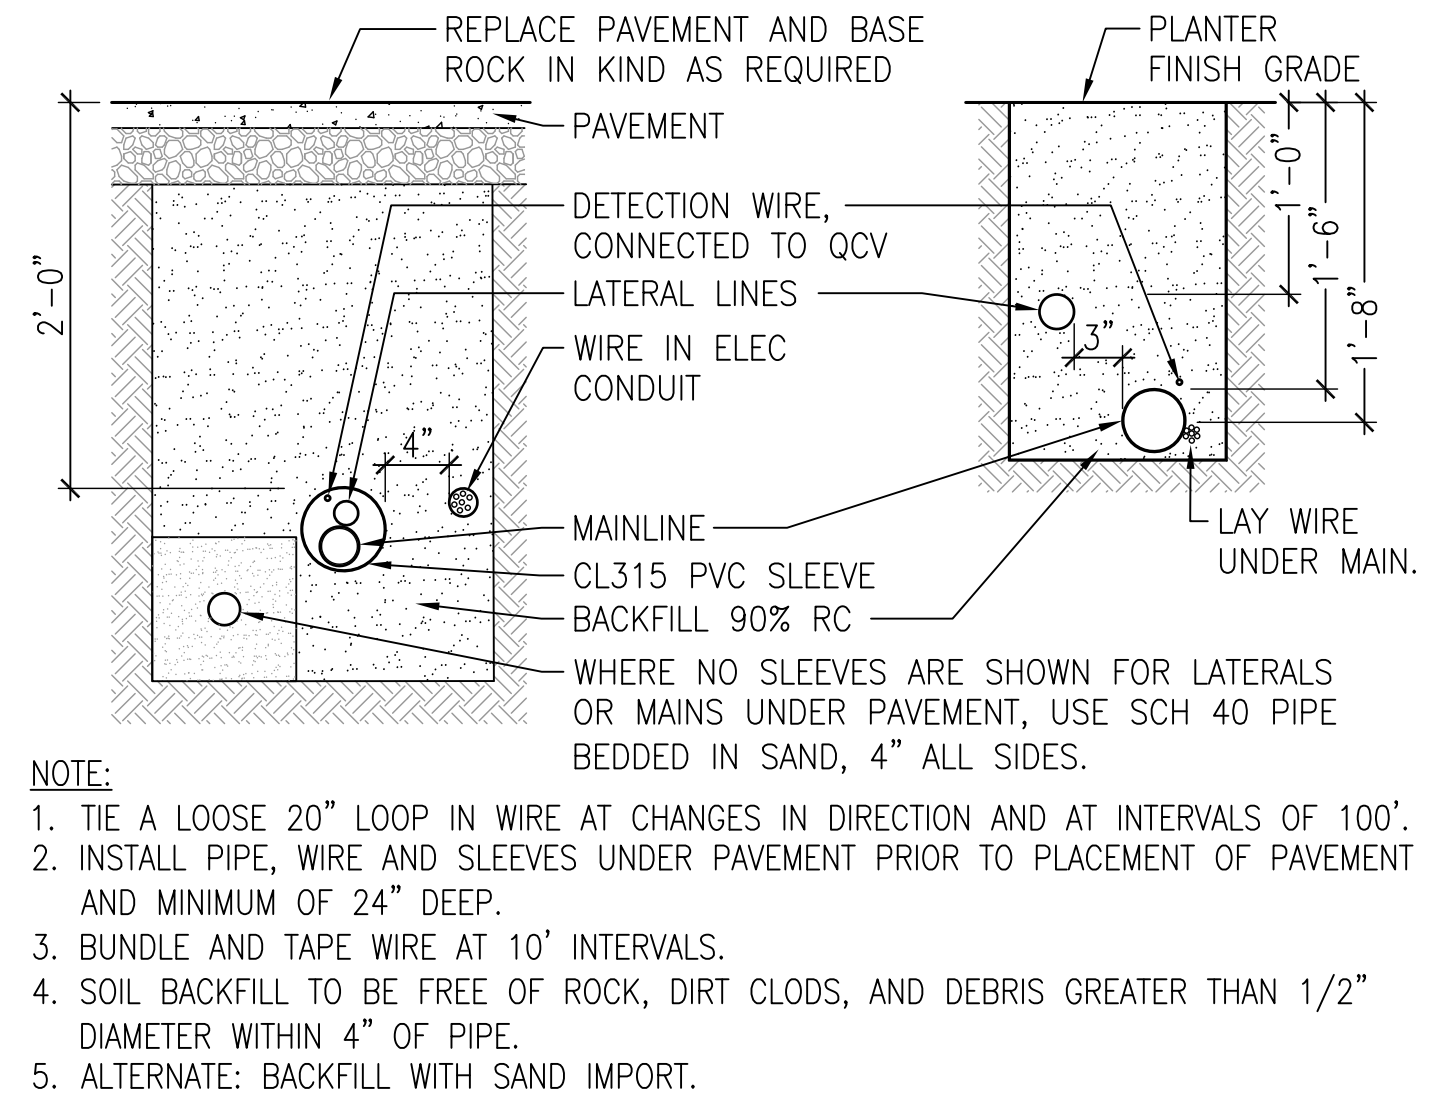 REPLACE PAVEMENT AND BASE
ROCK IN KIND AS REQUIRED
PLANTER
FINISH GRADE
PAVEMENT
2'-0"
1'-0"
1'-6"
1'-8"
DETECTION WIRE,
CONNECTED TO QCV
LATERAL LINES
3"
WIRE IN ELEC
CONDUIT
4"
MAINLINE
LAY WIRE
UNDER MAIN.
CL315 PVC SLEEVE
BACKFILL 90% RC
WHERE NO SLEEVES ARE SHOWN FOR LATERALS
OR MAINS UNDER PAVEMENT, USE SCH 40 PIPE
BEDDED IN SAND, 4" ALL SIDES.
NOTE:
1. TIE A LOOSE 20" LOOP IN WIRE AT CHANGES IN DIRECTION AND AT INTERVALS OF 100'.
2. INSTALL PIPE, WIRE AND SLEEVES UNDER PAVEMENT PRIOR TO PLACEMENT OF PAVEMENT
AND MINIMUM OF 24" DEEP.
3. BUNDLE AND TAPE WIRE AT 10' INTERVALS.
4. SOIL BACKFILL TO BE FREE OF ROCK, DIRT CLODS, AND DEBRIS GREATER THAN 1/2"
DIAMETER WITHIN 4" OF PIPE.
5. ALTERNATE: BACKFILL WITH SAND IMPORT.